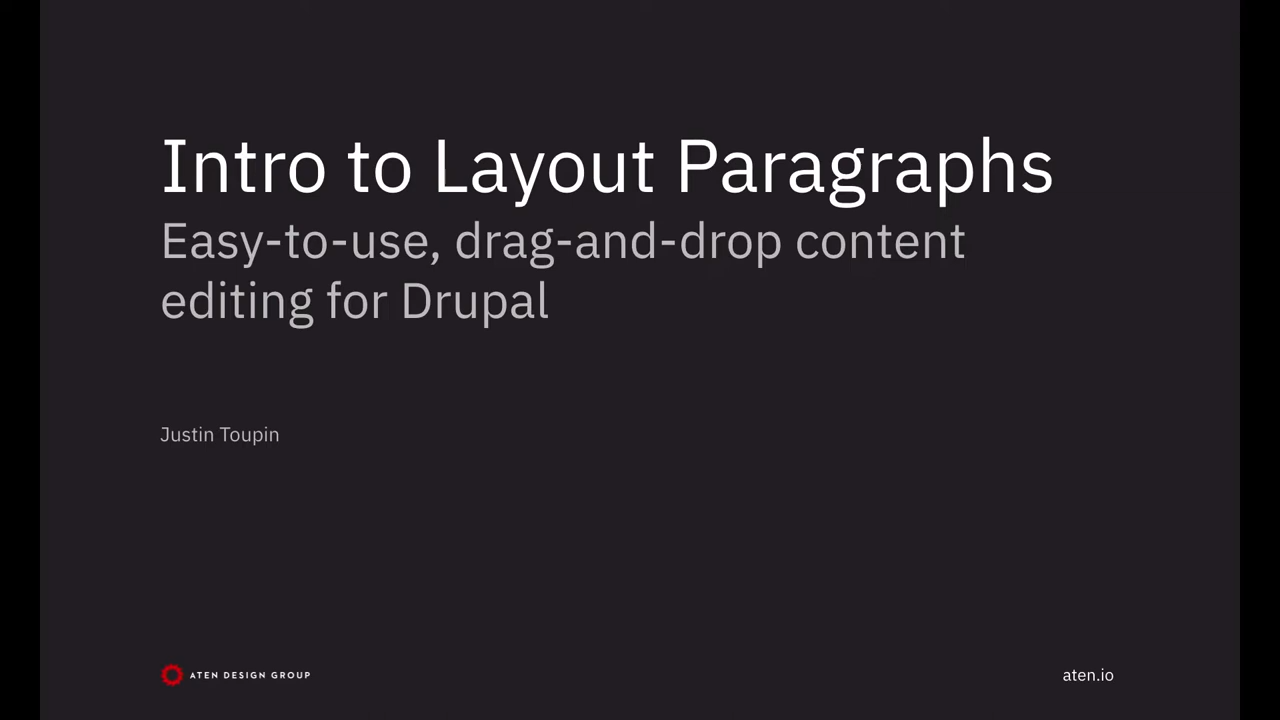 Intro to Layout Paragraphs
Easy-to-use, drag-and-drop content
editing for Drupal
Justin Toupin
ATEN DESIGN GROUP
aten.io